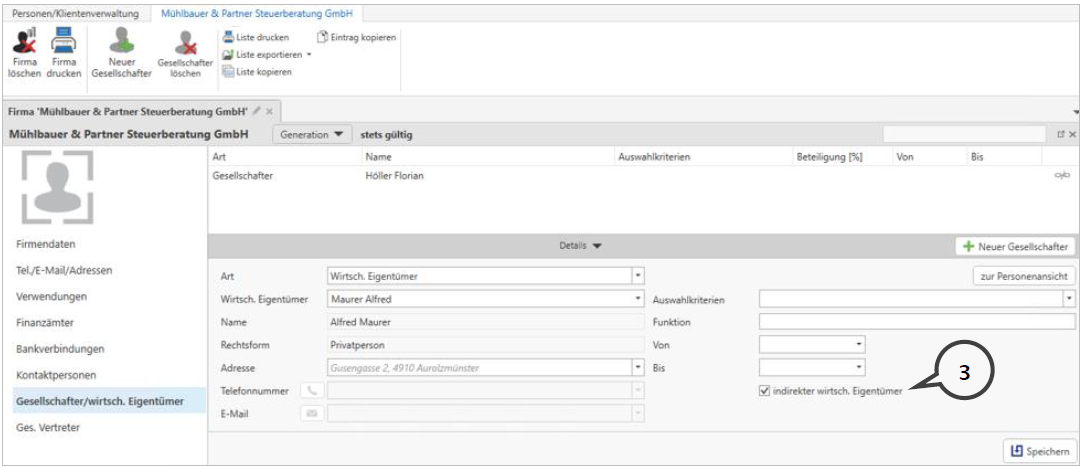 Personen/Klientenverwaltung Mühlbauer & Partner Steuerberatung GmbH
Firma löschen
Firma drucken
Neuer Gesellschafter
Gesellschafter löschen
Liste drucken
Liste exportieren
Liste kopieren
Eintrag kopieren
Firma 'Mühlbauer & Partner Steuerberatung GmbH'
Mühlbauer & Partner Steuerberatung GmbH Generation stets gültig
Art Name Auswahlkriterien Beteiligung [%] Von Bis
Gesellschafter Höller Florian
Firmendaten
Tel./E-Mail/Adressen
Verwendungen
Finanzämter
Bankverbindungen
Kontaktpersonen
Gesellschafter/wirtsch. Eigentümer
Ges. Vertreter
Details Neuer Gesellschafter
Art Wirtsch. Eigentümer zur Personenansicht
Wirtsch. Eigentümer Maurer Alfred Auswahlkriterien
Name Alfred Maurer Funktion
Rechtsform Privatperson Von
Adresse Gusengasse 2, 4910 Aurolzmünster Bis
Telefonnummer indirekter wirtsch. Eigentümer
E-Mail
3
Speichern